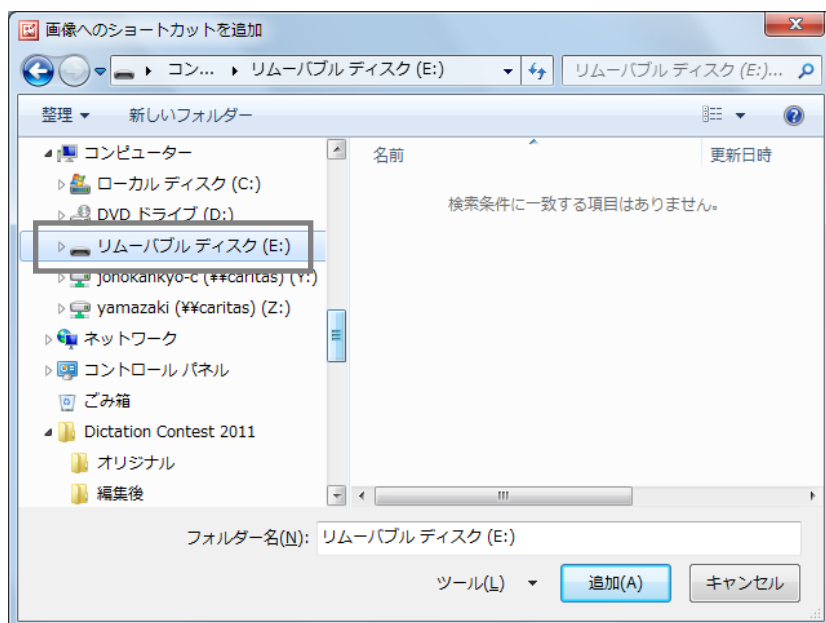 画像へのショートカットを追加
コン... リムーバブル ディスク (E:)
リムーバブル ディスク (E:)...
整理 新しいフォルダー
名前 更新日時
検索条件に一致する項目はありません。
コンピューター
ローカル ディスク (C:)
DVD ドライブ (D:)
リムーバブル ディスク (E:)
johokankyo-c (¥¥caritas) (Y:)
yamazaki (¥¥caritas) (Z:)
ネットワーク
コントロール パネル
ごみ箱
Dictation Contest 2011
オリジナル
編集後
フォルダー名(N): リムーバブル ディスク (E:)
ツール(L) 追加(A) キャンセル